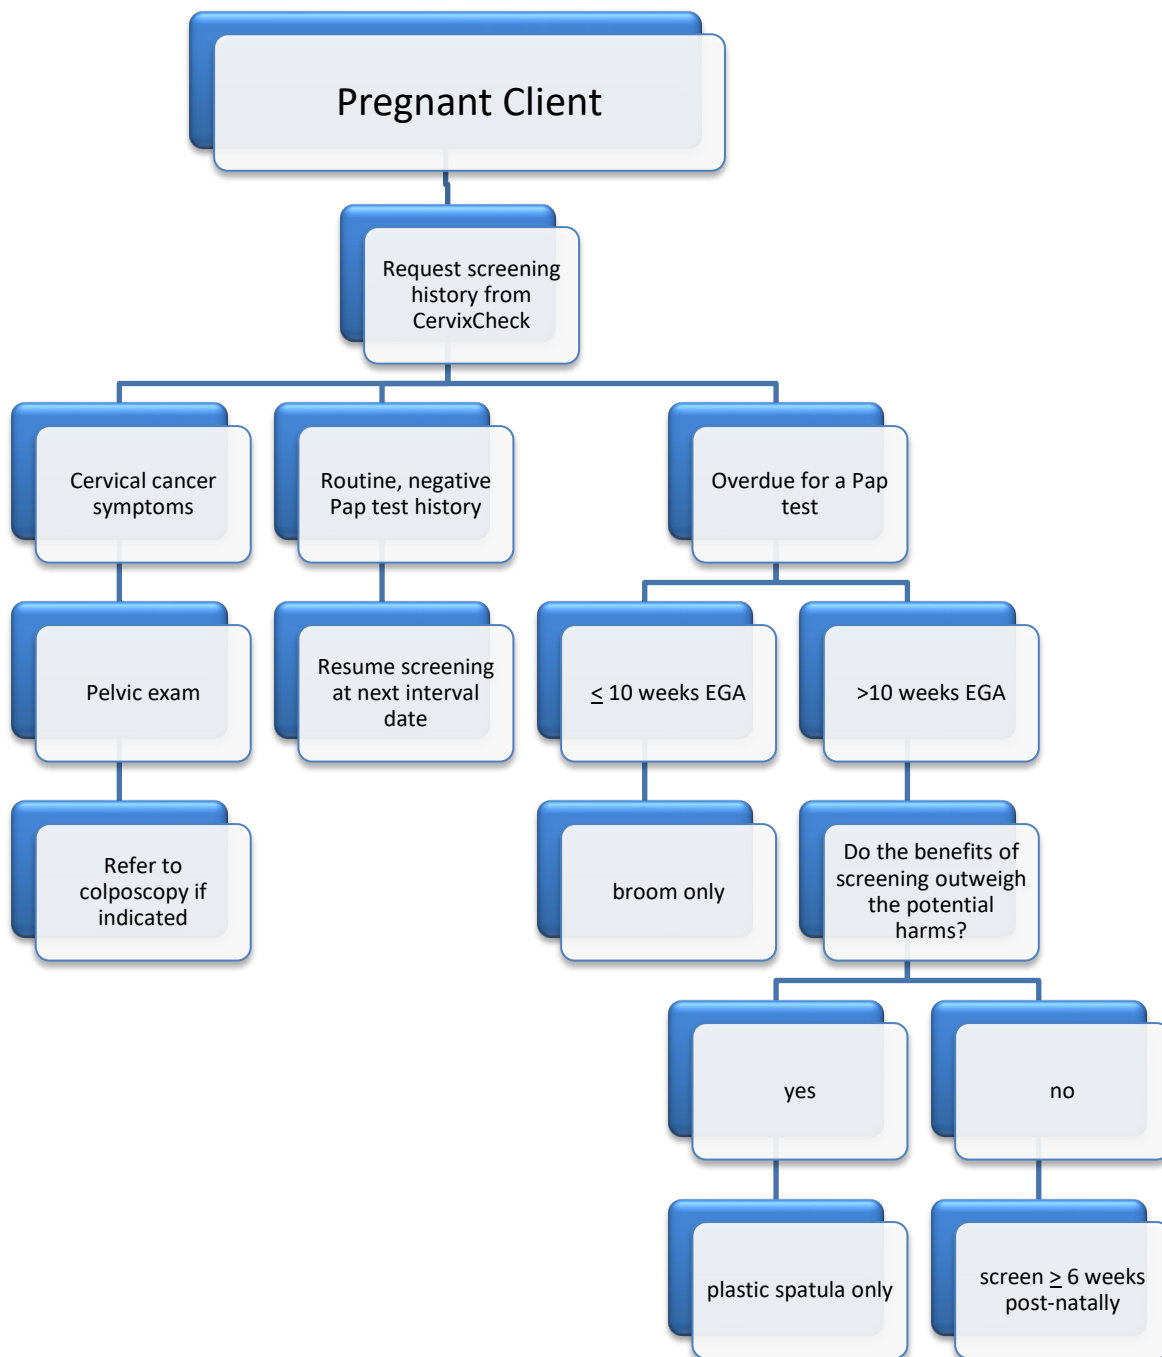 Pregnant Client
Request screening
history from
CervixCheck
Cervical cancer
symptoms
Routine, negative
Pap test history
Overdue for a Pap
test
Pelvic exam
Resume screening
at next interval
date
≤ 10 weeks EGA
>10 weeks EGA
Refer to
colposcopy if
indicated
broom only
Do the benefits of
screening outweigh
the potential
harms?
yes
no
plastic spatula only
screen ≥ 6 weeks
post-natally